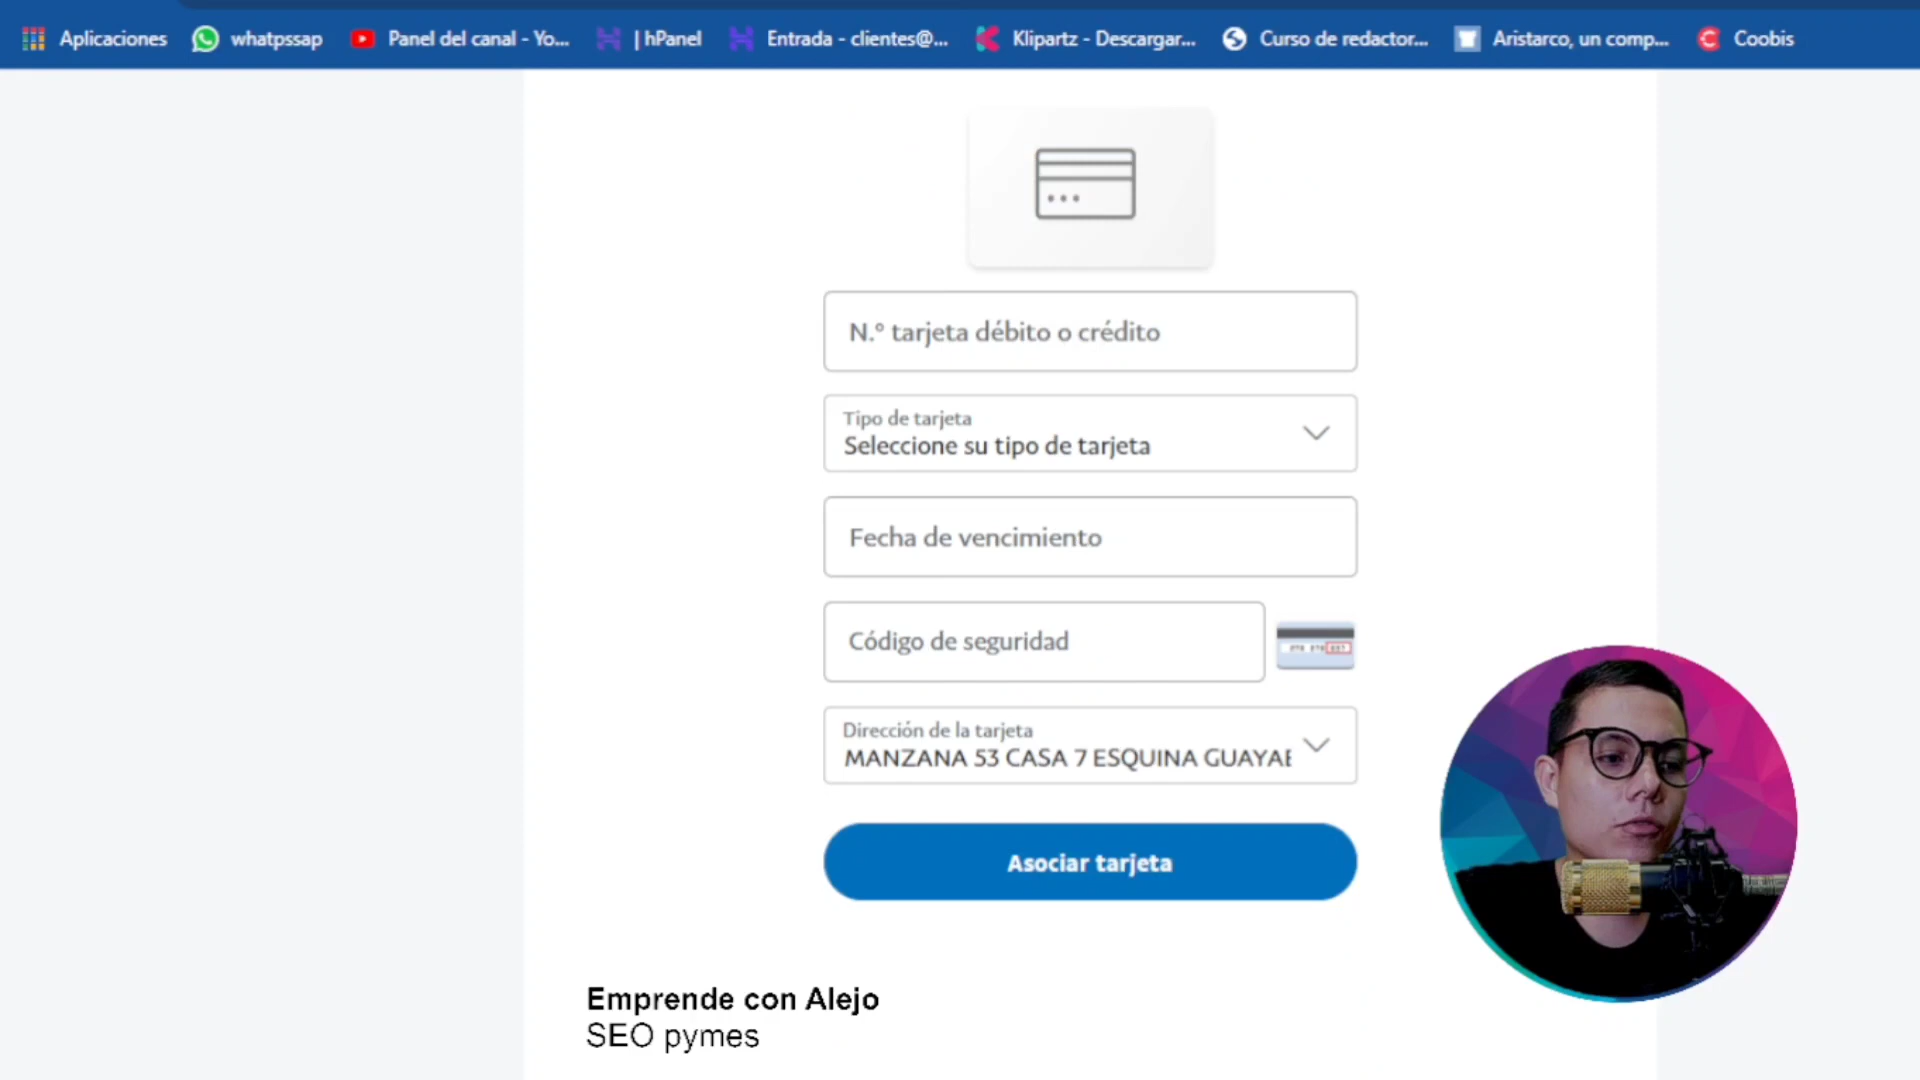 Aplicaciones
whatpssap
Panel del canal - Yo...
| hPanel
Entrada - clientes@...
Klipartz - Descargar...
Curso de redactor...
Aristarco, un comp...
Coobis
N.º tarjeta débito o crédito
Tipo de tarjeta
Seleccione su tipo de tarjeta
Fecha de vencimiento
Código de seguridad
Dirección de la tarjeta
MANZANA 53 CASA 7 ESQUINA GUAYAB
Asociar tarjeta
Emprende con Alejo
SEO pymes